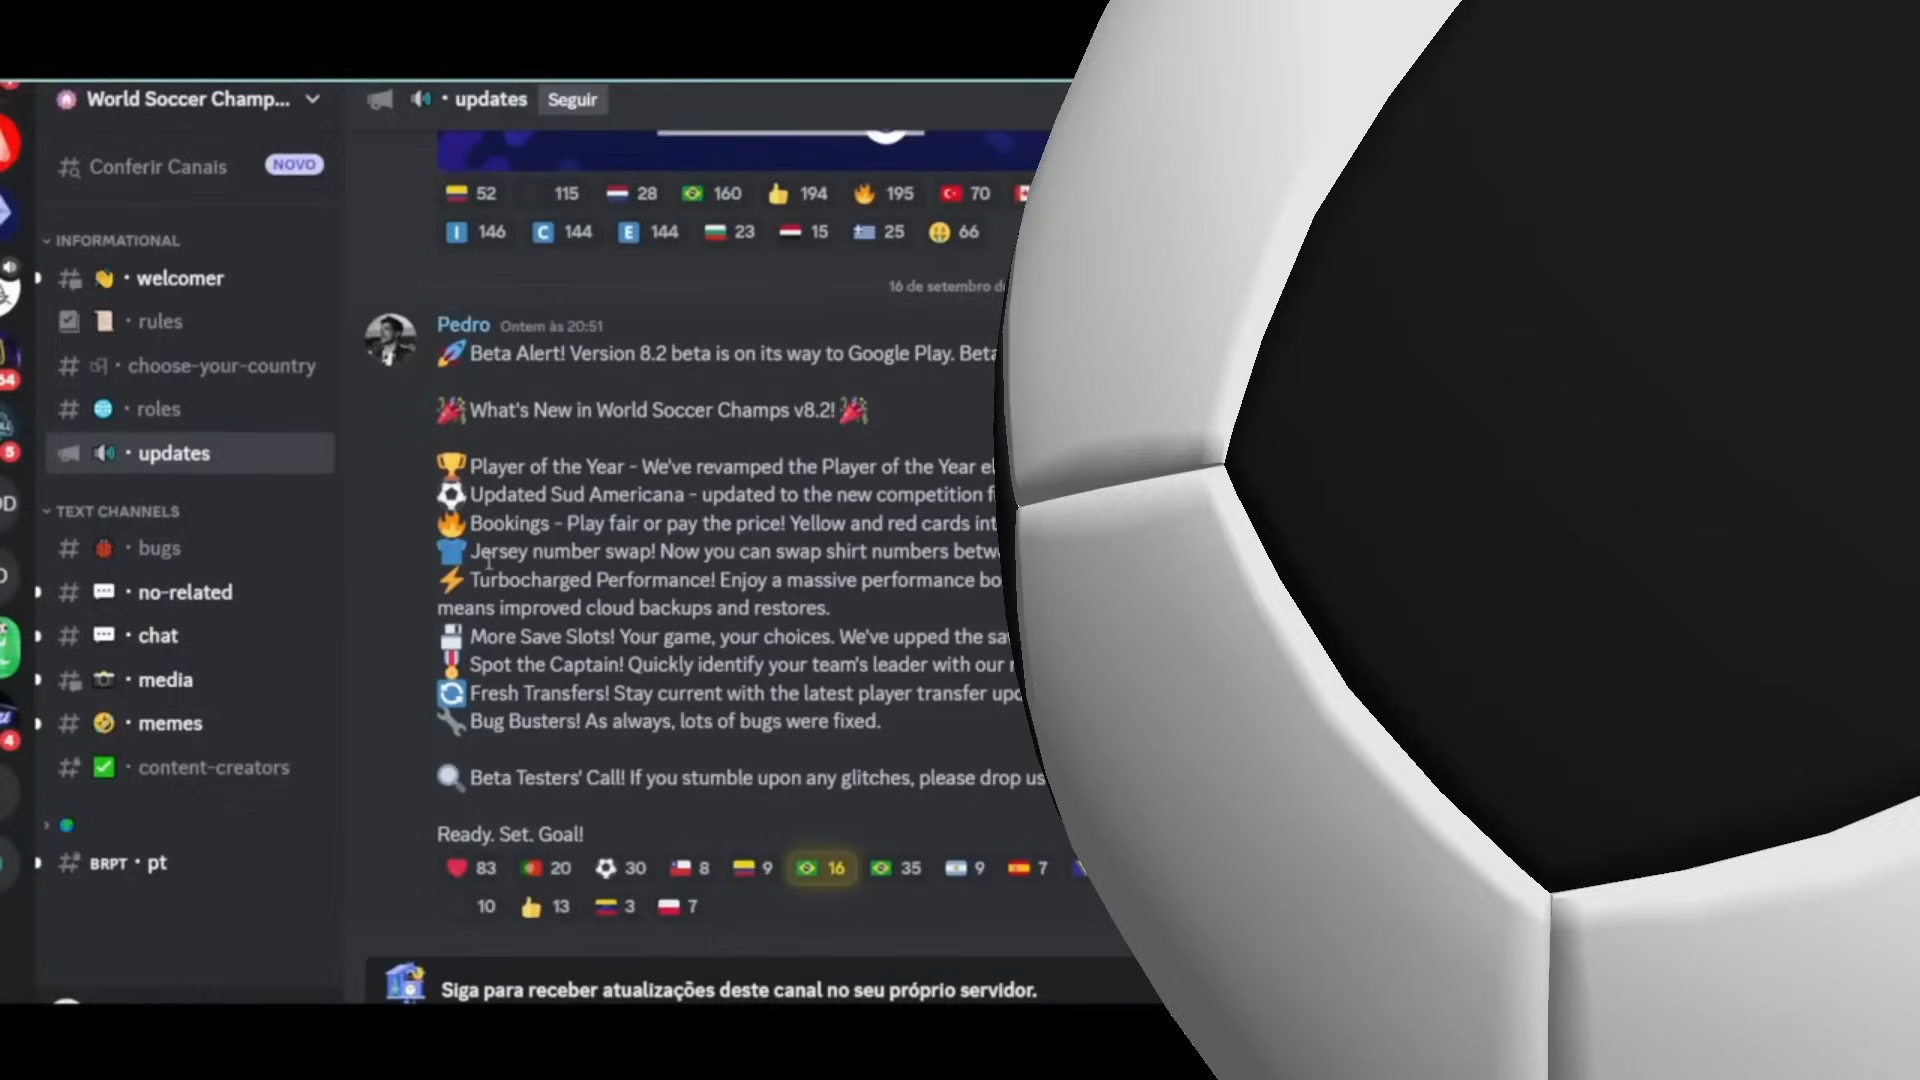 World Soccer Champ...
Conferir Canais
NOVO
INFORMATIONAL
welcomer
rules
choose-your-country
roles
updates
TEXT CHANNELS
bugs
no-related
chat
media
memes
content-creators
BRPT · pt
64
5
4
updates
Seguir
52 115 28 160 194 195 70
I 146 C 144 E 144 23 15 25 66
16 de setembro
Pedro Ontem às 20:51
Beta Alert! Version 8.2 beta is on its way to Google Play. Beta
What's New in World Soccer Champs v8.2!
Player of the Year - We've revamped the Player of the Year
Updated Sud Americana - updated to the new competition
Bookings - Play fair or pay the price! Yellow and red cards
Jersey number swap! Now you can swap shirt numbers
Turbocharged Performance! Enjoy a massive performance
means improved cloud backups and restores.
More Save Slots! Your game, your choices. We've upped the
Spot the Captain! Quickly identify your team's leader with our
Fresh Transfers! Stay current with the latest player transfer
Bug Busters! As always, lots of bugs were fixed.
Beta Testers' Call! If you stumble upon any glitches, please drop us
Ready. Set. Goal!
83 20 30 8 9 16 35 9 7
10 13 3 7
Siga para receber atualizações deste canal no seu próprio servidor.